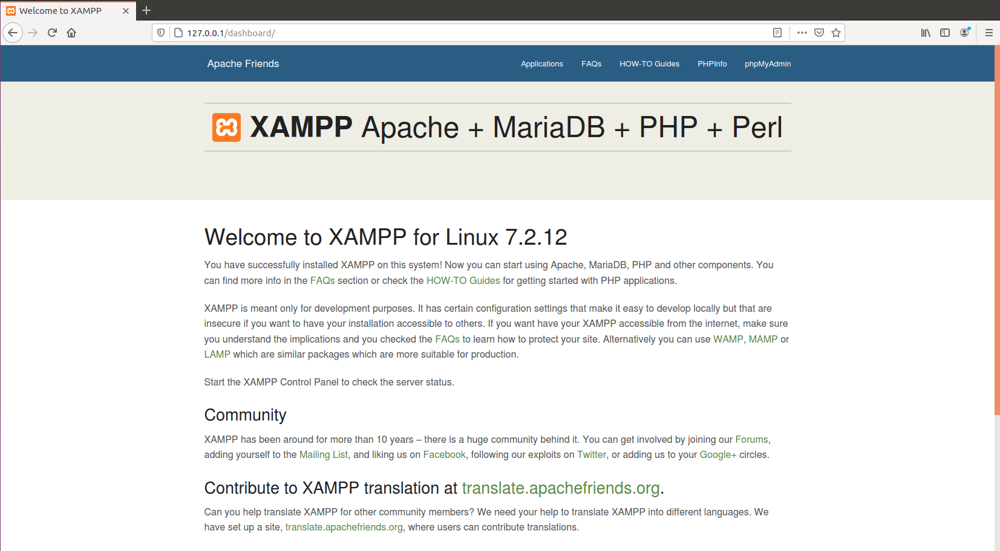 Welcome to XAMPP
127.0.0.1/dashboard/
Apache Friends
Applications
FAQs
HOW-TO Guides
PHPInfo
phpMyAdmin
XAMPP Apache + MariaDB + PHP + Perl
Welcome to XAMPP for Linux 7.2.12
You have successfully installed XAMPP on this system! Now you can start using Apache, MariaDB, PHP and other components. You
can find more info in the FAQs section or check the HOW-TO Guides for getting started with PHP applications.
XAMPP is meant only for development purposes. It has certain configuration settings that make it easy to develop locally but that are
insecure if you want to have your installation accessible to others. If you want have your XAMPP accessible from the internet, make sure
you understand the implications and you checked the FAQs to learn how to protect your site. Alternatively you can use WAMP, MAMP or
LAMP which are similar packages which are more suitable for production.
Start the XAMPP Control Panel to check the server status.
Community
XAMPP has been around for more than 10 years – there is a huge community behind it. You can get involved by joining our Forums,
adding yourself to the Mailing List, and liking us on Facebook, following our exploits on Twitter, or adding us to your Google+ circles.
Contribute to XAMPP translation at translate.apachefriends.org.
Can you help translate XAMPP for other community members? We need your help to translate XAMPP into different languages. We
have set up a site, translate.apachefriends.org, where users can contribute translations.